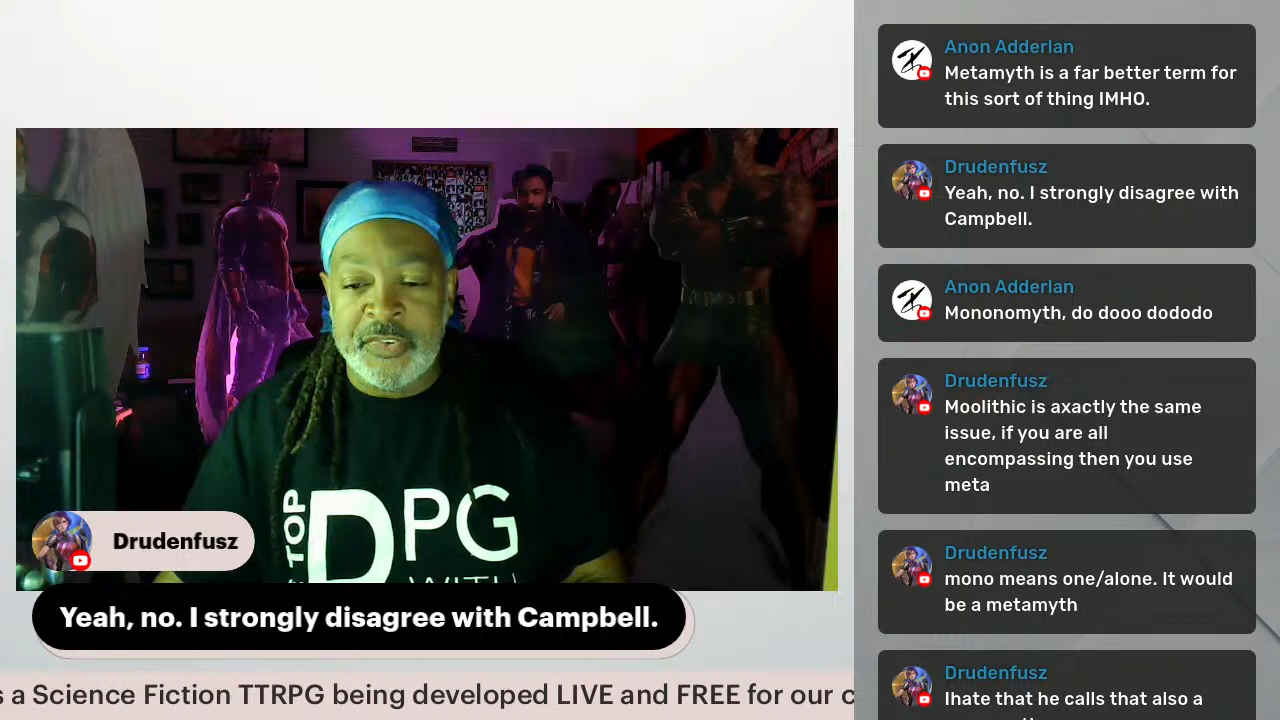 Anon Adderlan
Metamyth is a far better term for
this sort of thing IMHO.
Drudenfusz
Yeah, no. I strongly disagree with
Campbell.
Anon Adderlan
Mononomyth, do dooo dododo
Drudenfusz
Moolithic is axactly the same
issue, if you are all
encompassing then you use
meta
Drudenfusz
mono means one/alone. It would
be a metamyth
Drudenfusz
Ihate that he calls that also a
STOP
DPG
WITH
Drudenfusz
Yeah, no. I strongly disagree with Campbell.
s a Science Fiction TTRPG being developed LIVE and FREE for our c